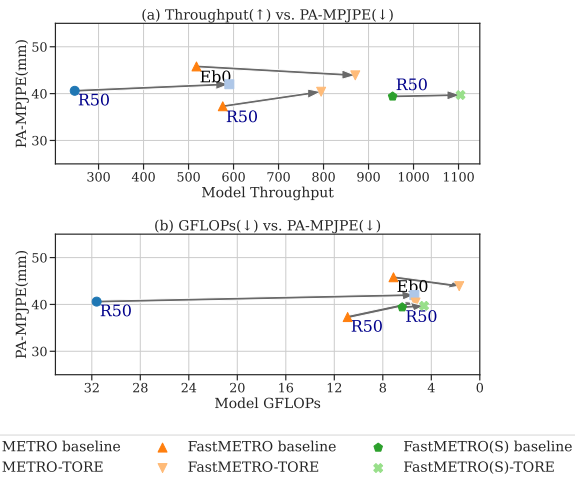 (a) Throughput(↑) vs. PA-MPJPE(↓)
PA-MPJPE(mm)
50
40
30
Eb0
R50
R50
R50
300 400 500 600 700 800 900 1000 1100
Model Throughput
(b) GFLOPs(↓) vs. PA-MPJPE(↓)
PA-MPJPE(mm)
50
40
30
Eb0
R50
R50
R50
32 28 24 20 16 12 8 4 0
Model GFLOPs
METRO baseline FastMETRO baseline FastMETRO(S) baseline
METRO-TORE FastMETRO-TORE FastMETRO(S)-TORE